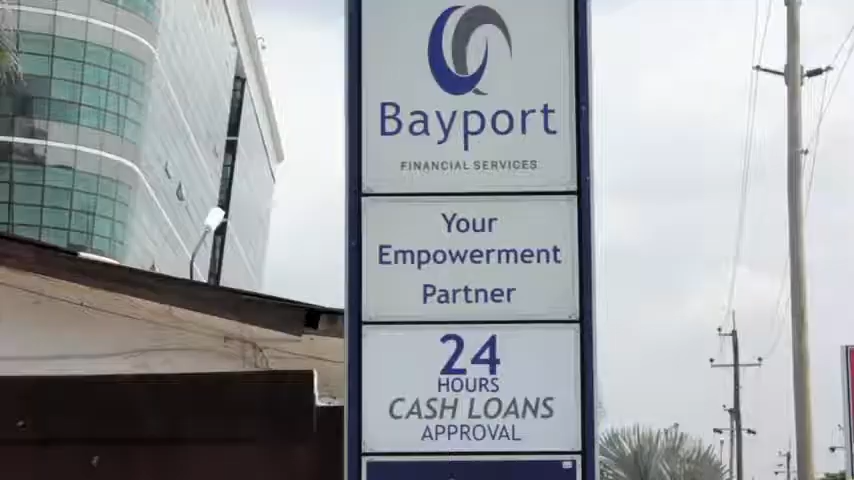 Bayport
FINANCIAL SERVICES
Your
Empowerment
Partner
24
HOURS
CASH LOANS
APPROVAL